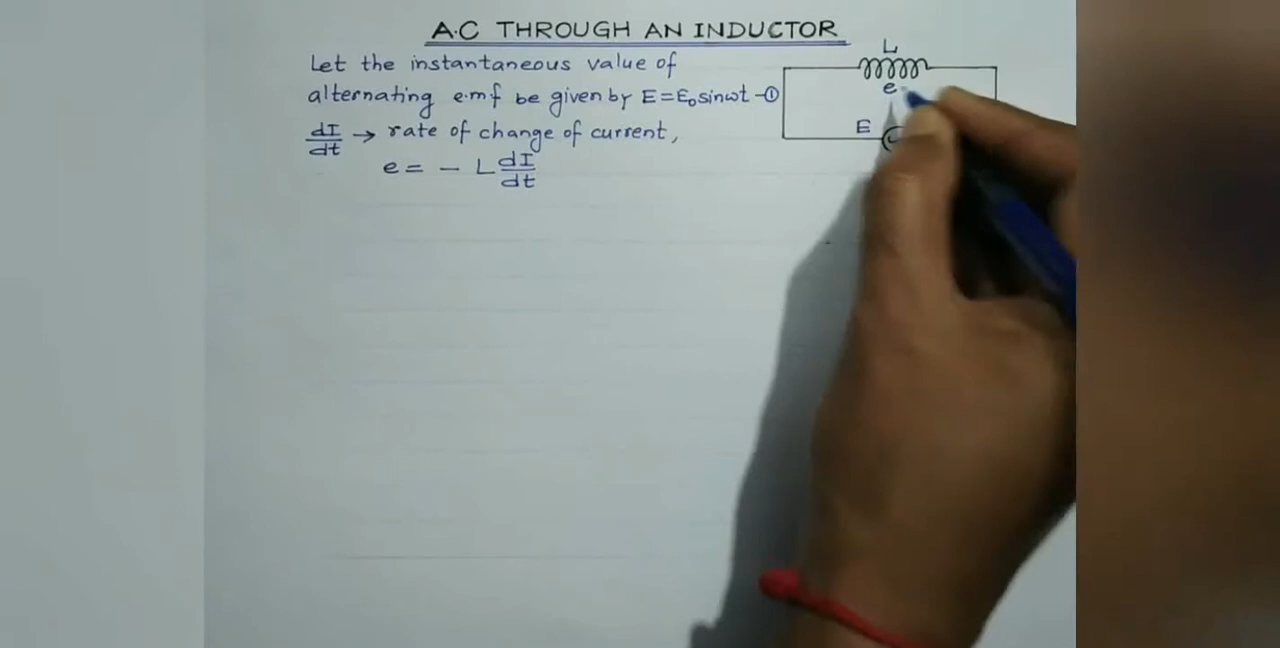 A.C THROUGH AN INDUCTOR
Let the instantaneous value of
alternating e.m.f be given by E=E₀sinωt-①
dI/dt → rate of change of current,
e = - L dI/dt
L
e
E